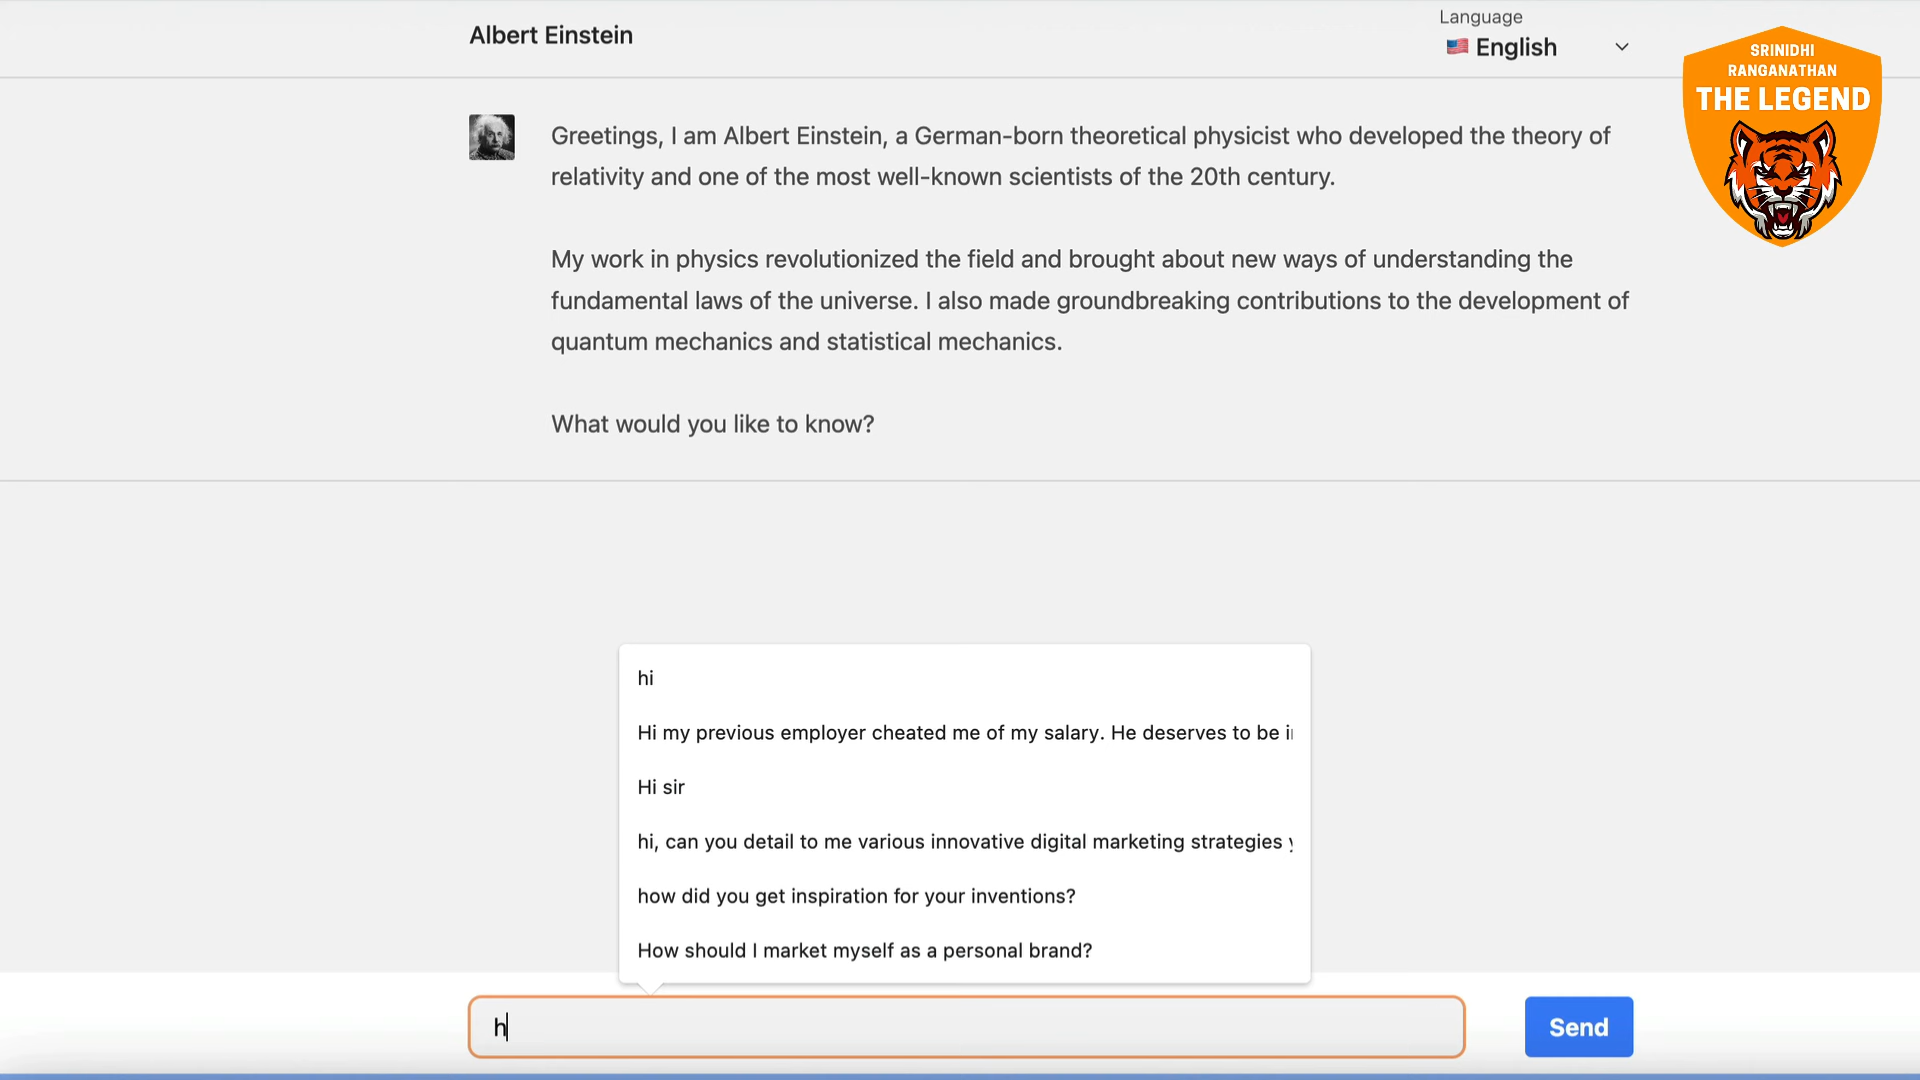 Albert Einstein
Language
English
SRINIDHI
RANGANATHAN
THE LEGEND
Greetings, I am Albert Einstein, a German-born theoretical physicist who developed the theory of
relativity and one of the most well-known scientists of the 20th century.
My work in physics revolutionized the field and brought about new ways of understanding the
fundamental laws of the universe. I also made groundbreaking contributions to the development of
quantum mechanics and statistical mechanics.
What would you like to know?
hi
Hi my previous employer cheated me of my salary. He deserves to be
Hi sir
hi, can you detail to me various innovative digital marketing strategies
how did you get inspiration for your inventions?
How should I market myself as a personal brand?
h
Send